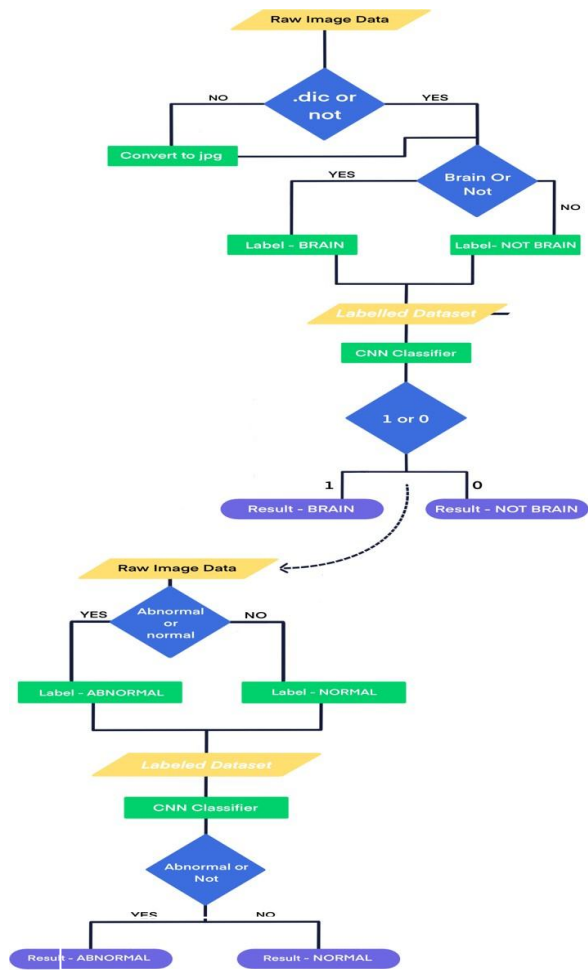 Raw Image Data
.dic or
not
NO
YES
Convert to jpg
Brain Or
Not
YES
NO
Label - BRAIN
Label- NOT BRAIN
Labelled Dataset
CNN Classifier
1 or 0
1
0
Result - BRAIN
Result - NOT BRAIN
Raw Image Data
Abnormal
or
normal
YES
NO
Label - ABNORMAL
Label - NORMAL
Labeled Dataset
CNN Classifier
Abnormal or
Not
YES
NO
Result - ABNORMAL
Result - NORMAL